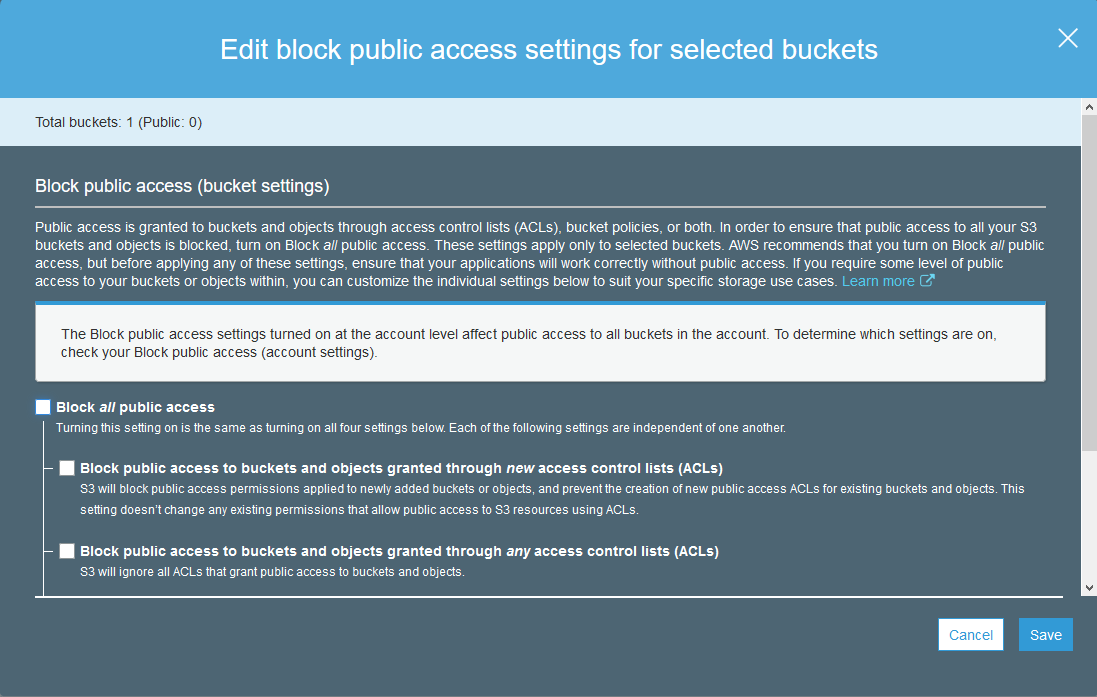 Edit block public access settings for selected buckets
Total buckets: 1 (Public: 0)
Block public access (bucket settings)
Public access is granted to buckets and objects through access control lists (ACLs), bucket policies, or both. In order to ensure that public access to all your S3
buckets and objects is blocked, turn on Block all public access. These settings apply only to selected buckets. AWS recommends that you turn on Block all public
access, but before applying any of these settings, ensure that your applications will work correctly without public access. If you require some level of public
access to your buckets or objects within, you can customize the individual settings below to suit your specific storage use cases. Learn more
The Block public access settings turned on at the account level affect public access to all buckets in the account. To determine which settings are on,
check your Block public access (account settings).
Block all public access
Turning this setting on is the same as turning on all four settings below. Each of the following settings are independent of one another.
Block public access to buckets and objects granted through new access control lists (ACLs)
S3 will block public access permissions applied to newly added buckets or objects, and prevent the creation of new public access ACLs for existing buckets and objects. This
setting doesn't change any existing permissions that allow public access to S3 resources using ACLs.
Block public access to buckets and objects granted through any access control lists (ACLs)
S3 will ignore all ACLs that grant public access to buckets and objects.
Cancel Save